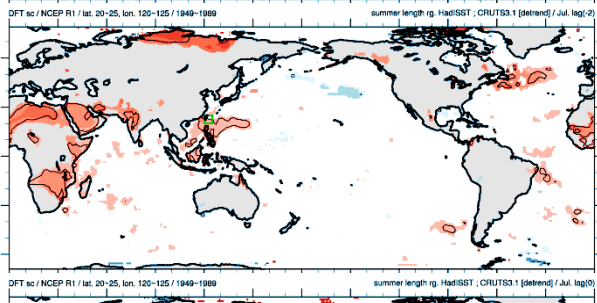 DFT sc / NCEP R1 / lat. 20-25, lon. 120-125 / 1949-1989 summer length rg. HadISST ; CRUTS3.1 [detrend] / Jul. lag(-2)
DFT sc / NCEP R1 / lat. 20-25, lon. 120-125 / 1949-1989 summer length rg. HadISST ; CRUTS3.1 [detrend] / Jul. lag(0)